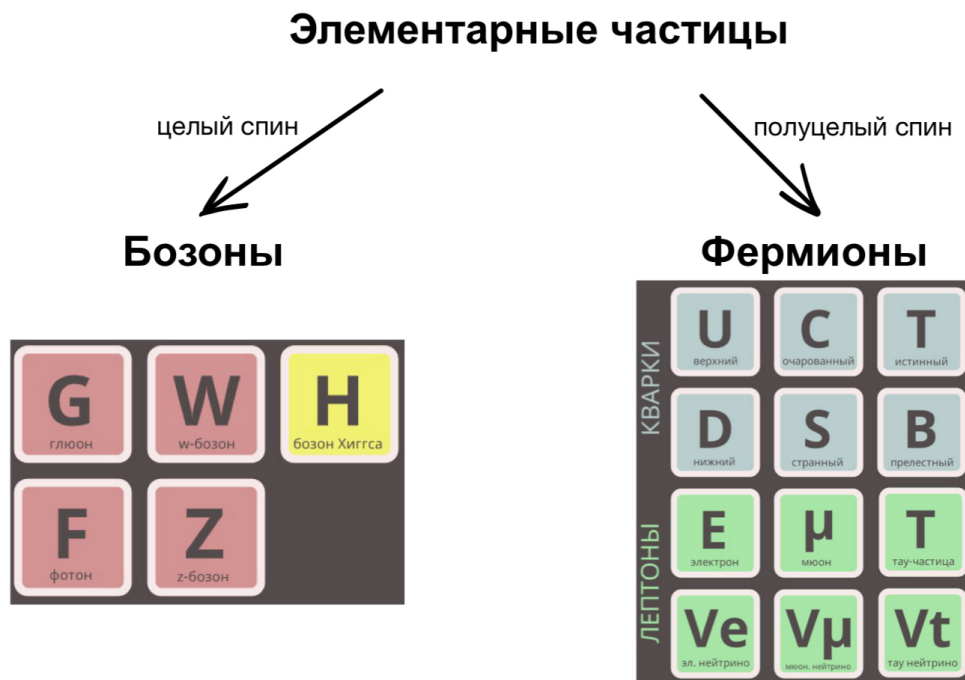 Элементарные частицы
целый спин
полуцелый спин
Бозоны
G
глюон
W
w-бозон
H
бозон Хиггса
F
фотон
Z
z-бозон
Фермионы
КВАРКИ
U
верхний
C
очарованный
T
истинный
D
нижний
S
странный
B
прелестный
ЛЕПТОНЫ
E
электрон
μ
мюон
T
тау-частица
Ve
эл. нейтрино
Vμ
мюон. нейтрино
Vt
тау нейтрино